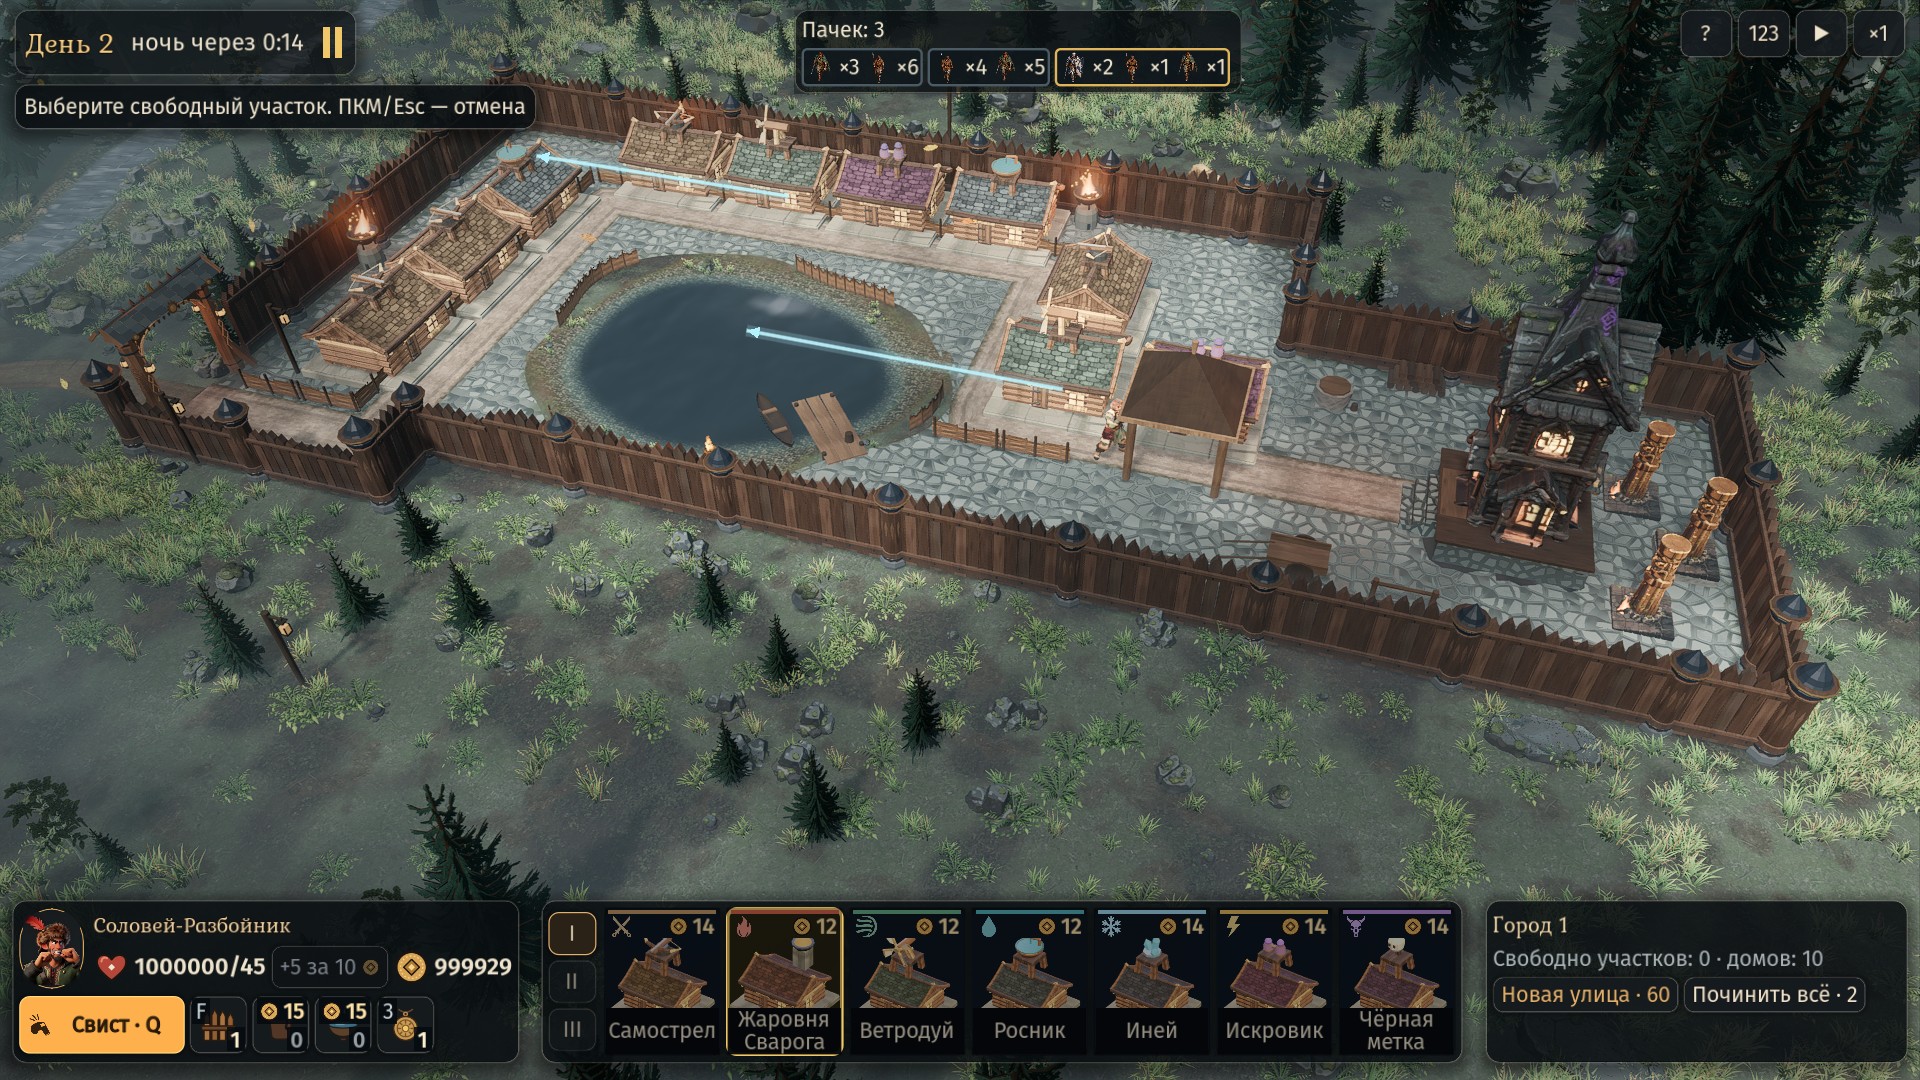 День 2 ночь через 0:14
Выберите свободный участок. ПКМ/Esc — отмена
Пачек: 3
×3 ×6 ×4 ×5 ×2 ×1 ×1
? 123 ×1
Соловей-Разбойник
1000000/45 +5 за 10 999929
Свист · Q
F 1
15 0
15 0
3 1
I
II
III
14 Самострел
12 Жаровня Сварога
12 Ветродуй
12 Росник
14 Иней
14 Искровик
14 Чёрная метка
Город 1
Свободно участков: 0 · домов: 10
Новая улица · 60 Починить всё · 2